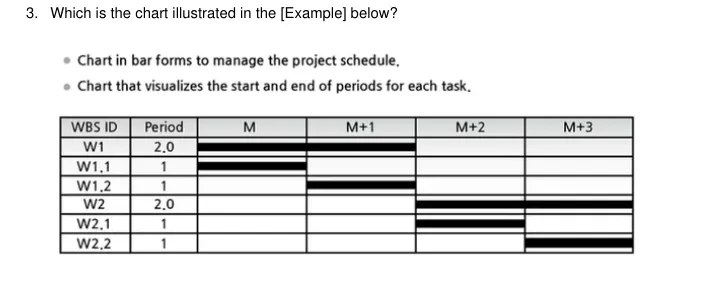 3. Which is the chart illustrated in the [Example] below?
• Chart in bar forms to manage the project schedule.
• Chart that visualizes the start and end of periods for each task.
WBS ID Period M M+1 M+2 M+3
W1 2.0
W1.1 1
W1.2 1
W2 2.0
W2.1 1
W2.2 1